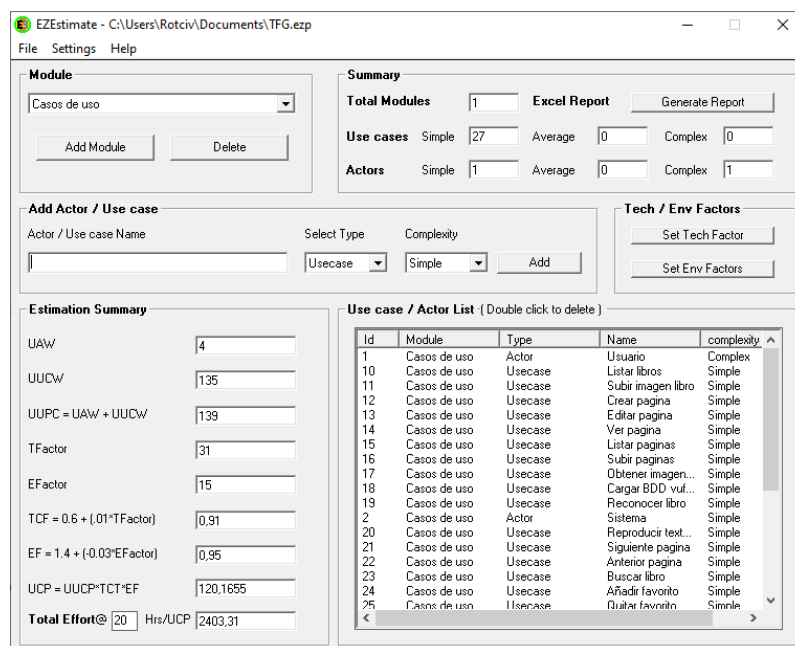 EZEstimate - C:\Users\Rotciv\Documents\TFG.ezp
File Settings Help
Module
Casos de uso
Add Module Delete
Summary
Total Modules 1 Excel Report Generate Report
Use cases Simple 27 Average 0 Complex 0
Actors Simple 1 Average 0 Complex 1
Add Actor / Use case
Actor / Use case Name Select Type Complexity
Usecase Simple Add
Tech / Env Factors
Set Tech Factor
Set Env Factors
Estimation Summary
UAW 4
UUCW 135
UUPC = UAW + UUCW 139
TFactor 31
EFactor 15
TCF = 0.6 + (.01*TFactor) 0,91
EF = 1.4 + (-0.03*EFactor) 0,95
UCP = UUCP*TCT*EF 120,1655
Total Effort@ 20 Hrs/UCP 2403,31
Use case / Actor List ( Double click to delete )
Id Module Type Name complexity
1 Casos de uso Actor Usuario Complex
10 Casos de uso Usecase Listar libros Simple
11 Casos de uso Usecase Subir imagen libro Simple
12 Casos de uso Usecase Crear pagina Simple
13 Casos de uso Usecase Editar pagina Simple
14 Casos de uso Usecase Ver pagina Simple
15 Casos de uso Usecase Listar paginas Simple
16 Casos de uso Usecase Subir paginas Simple
17 Casos de uso Usecase Obtener imagen... Simple
18 Casos de uso Usecase Cargar BDD vuf... Simple
19 Casos de uso Usecase Reconocer libro Simple
2 Casos de uso Actor Sistema Simple
20 Casos de uso Usecase Reproducir text... Simple
21 Casos de uso Usecase Siguiente pagina Simple
22 Casos de uso Usecase Anterior pagina Simple
23 Casos de uso Usecase Buscar libro Simple
24 Casos de uso Usecase Añadir favorito Simple
25 Casos de uso Usecase Quitar favorito Simple